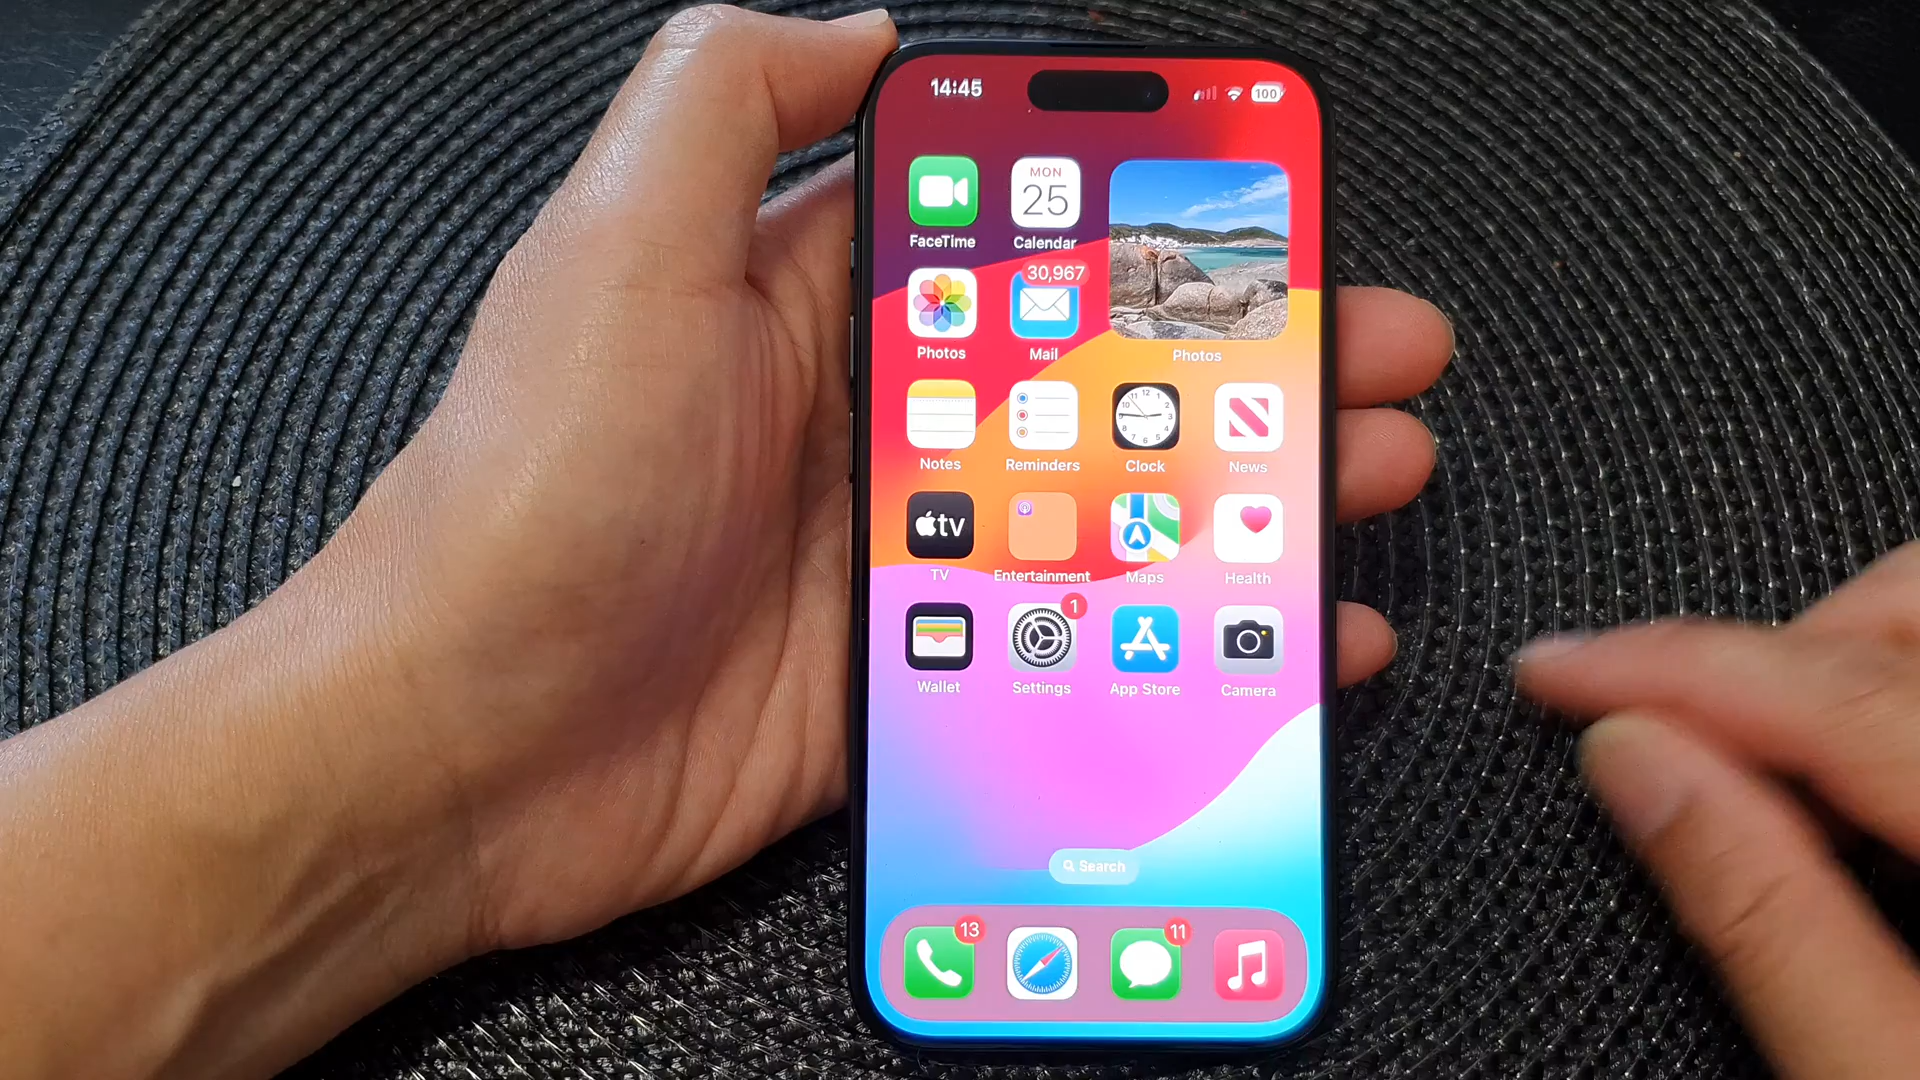 14:45
100
FaceTime
MON
25
Calendar
Photos
30,967
Mail
Photos
Notes
Reminders
Clock
News
tv
TV
Entertainment
Maps
Health
Wallet
1
Settings
App Store
Camera
Search
13
11